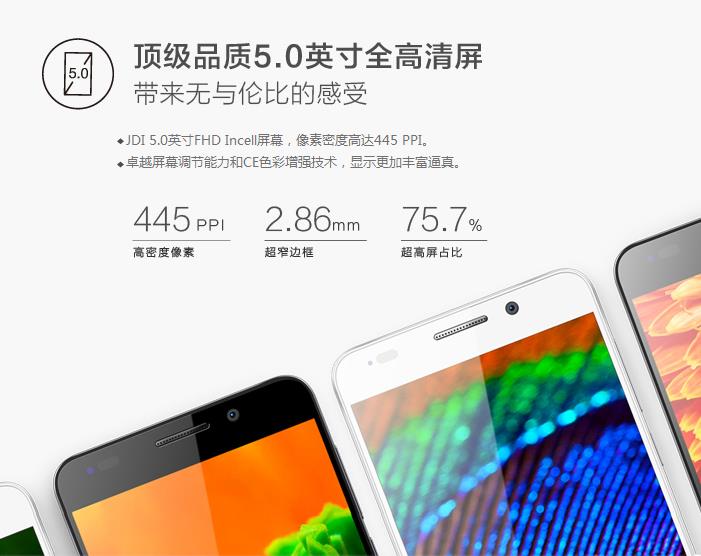 5.0
顶级品质5.0英寸全高清屏
带来无与伦比的感受
◆JDI 5.0英寸FHD Incell屏幕，像素密度高达445 PPI。
◆卓越屏幕调节能力和CE色彩增强技术，显示更加丰富逼真。
445 PPI 2.86mm 75.7%
高密度像素 超窄边框 超高屏占比